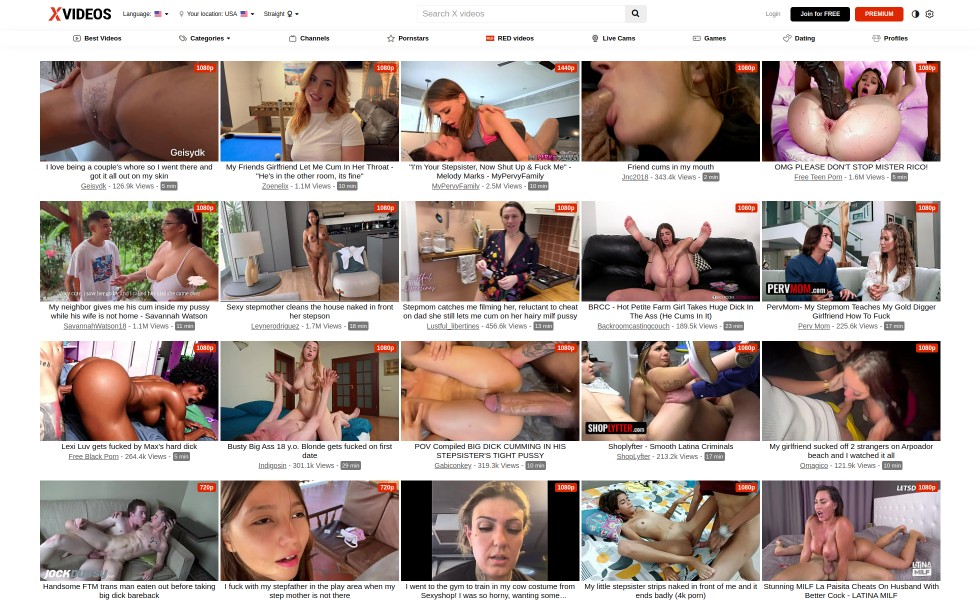 XVIDEOS
Language:
Your location: USA
Straight
Search X videos
Login
Join for FREE
PREMIUM
Best Videos
Categories
Channels
Pornstars
RED videos
Live Cams
Games
Dating
Profiles
1080p
Geisydk
I love being a couple's whore so I went there and
got it all out on my skin
Geisydk - 126.9k Views - 5 min
1080p
My Friends Girlfriend Let Me Cum In Her Throat -
"He's in the other room, its fine"
Zoenelix - 1.1M Views - 10 min
1440p
"I'm Your Stepsister, Now Shut Up & Fuck Me" -
Melody Marks - MyPervyFamily
MyPervyFamily - 2.5M Views - 10 min
1080p
Friend cums in my mouth
Jnc2018 - 343.4k Views - 2 min
1080p
OMG PLEASE DON'T STOP MISTER RICO!
Free Teen Porn - 1.6M Views - 5 min
1080p
My neighbor gives me his cum inside my pussy
while his wife is not home - Savannah Watson
SavannahWatson18 - 1.1M Views - 11 min
1080p
Sexy stepmother cleans the house naked in front
her stepson
Leynerodriguez - 1.7M Views - 18 min
1080p
Stepmom catches me filming her, reluctant to cheat
on dad she still lets me cum on her hairy milf pussy
Lustful_libertines - 456.6k Views - 13 min
1080p
BRCC - Hot Petite Farm Girl Takes Huge Dick In
The Ass (He Cums In It)
Backroomcastingcouch - 189.5k Views - 23 min
1080p
PERVMOM.com
PervMom- My Stepmom Teaches My Gold Digger
Girlfriend How To Fuck
Perv Mom - 225.6k Views - 17 min
1080p
Lexi Luv gets fucked by Max's hard dick
Free Black Porn - 264.4k Views - 5 min
1080p
Busty Big Ass 18 y.o. Blonde gets fucked on first
date
Indigosin - 301.1k Views - 29 min
1080p
POV Compiled BIG DICK CUMMING IN HIS
STEPSISTER'S TIGHT PUSSY
Gabiconkey - 319.3k Views - 10 min
1080p
SHOPLYFTER.com
Shoplyfter - Smooth Latina Criminals
ShopLyfter - 213.2k Views - 17 min
1080p
My girlfriend sucked off 2 strangers on Arpoador
beach and I watched it all
Omagico - 121.9k Views - 10 min
720p
JOCKPUSSY
Handsome FTM trans man eaten out before taking
big dick bareback
720p
I fuck with my stepfather in the play area when my
step mother is not there
1080p
I went to the gym to train in my cow costume from
Sexyshop! I was so horny, wanting some...
1080p
My little stepsister strips naked in front of me and it
ends badly (4k porn)
LETSD
1080p
LATINA
MILF
Stunning MILF La Paisita Cheats On Husband With
Better Cock - LATINA MILF